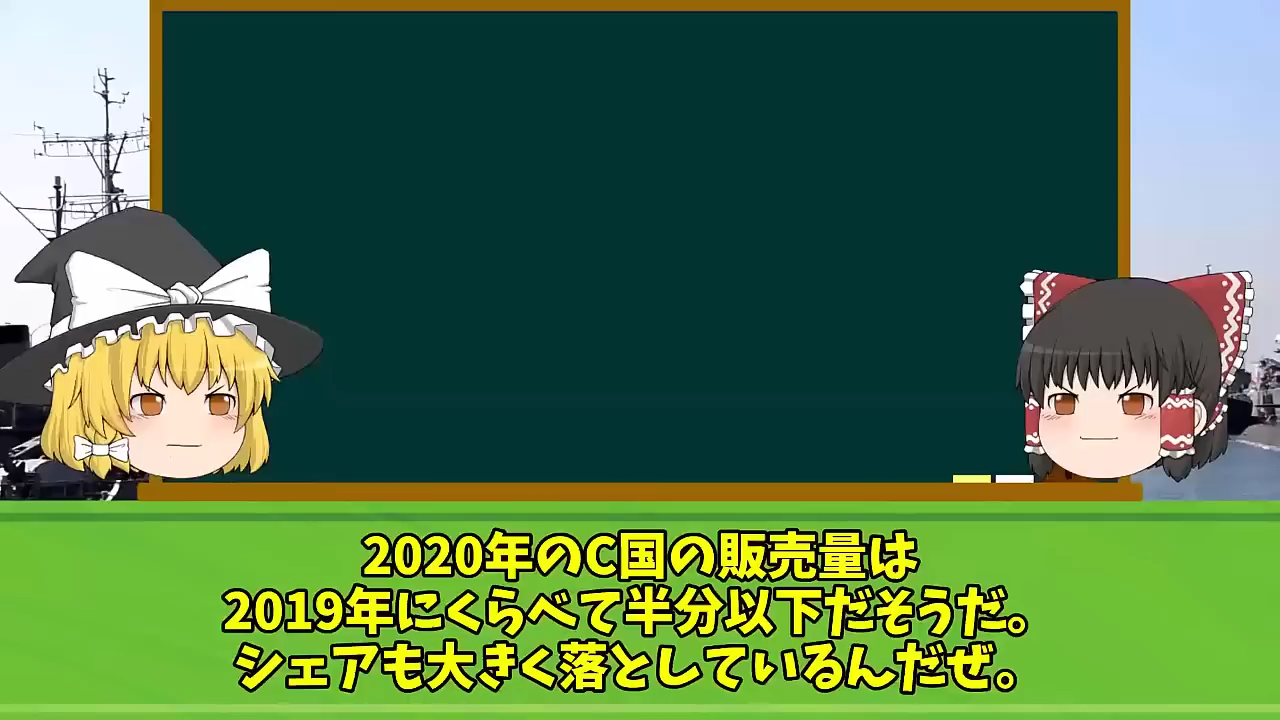 2020年のC国の販売量は
2019年にくらべて半分以下だそうだ。
シェアも大きく落としているんだぜ。